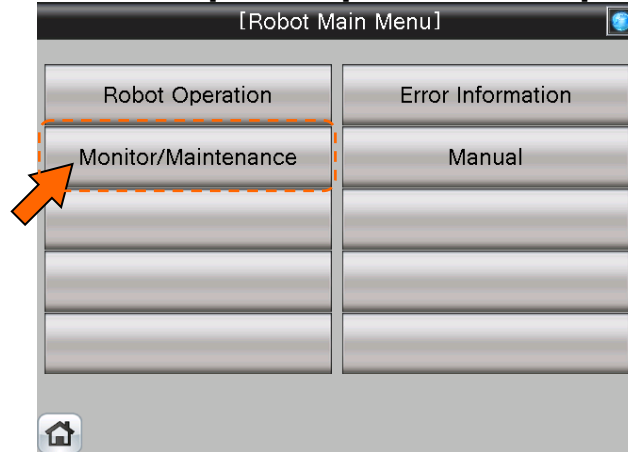 [Robot Main Menu]
Robot Operation
Error Information
Monitor/Maintenance
Manual